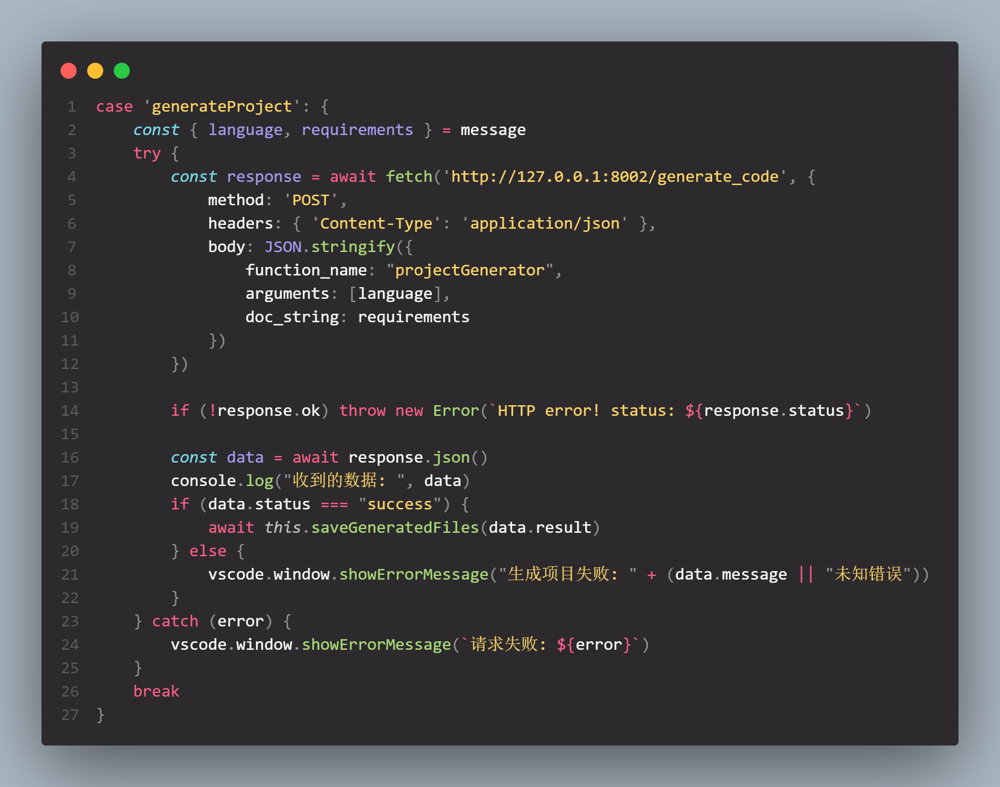 1 case 'generateProject': {
2     const { language, requirements } = message
3     try {
4         const response = await fetch('http://127.0.0.1:8002/generate_code', {
5             method: 'POST',
6             headers: { 'Content-Type': 'application/json' },
7             body: JSON.stringify({
8                 function_name: "projectGenerator",
9                 arguments: [language],
10                 doc_string: requirements
11             })
12         })
13
14         if (!response.ok) throw new Error(`HTTP error! status: ${response.status}`)
15
16         const data = await response.json()
17         console.log("收到的数据: ", data)
18         if (data.status === "success") {
19             await this.saveGeneratedFiles(data.result)
20         } else {
21             vscode.window.showErrorMessage("生成项目失败: " + (data.message || "未知错误"))
22         }
23     } catch (error) {
24         vscode.window.showErrorMessage(`请求失败: ${error}`)
25     }
26     break
27 }